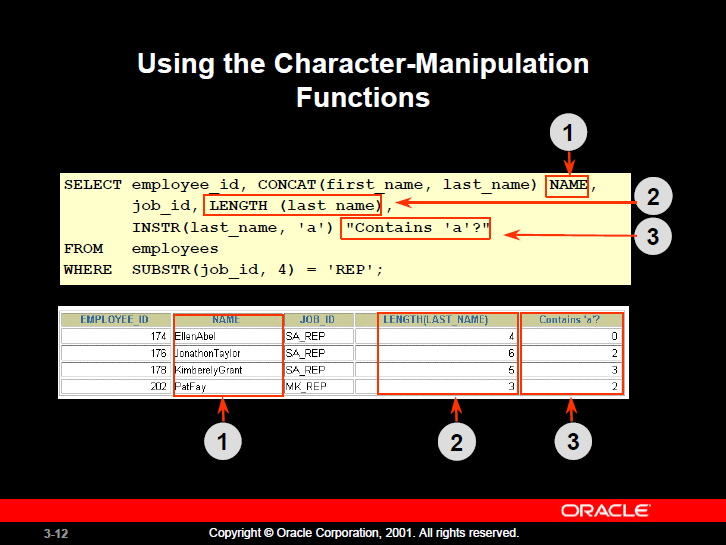 Using the Character-Manipulation
Functions
1
SELECT employee_id, CONCAT(first_name, last_name) NAME,
2
job_id, LENGTH (last_name),
INSTR(last_name, 'a') "Contains 'a'?"
3
FROM employees
WHERE SUBSTR(job_id, 4) = 'REP';
EMPLOYEE_ID NAME JOB_ID LENGTH(LAST_NAME) Contains 'a'?
174 EllenAbel SA_REP 4 0
176 JonathonTaylor SA_REP 6 2
178 KimberelyGrant SA_REP 5 3
202 PatFay MK_REP 3 2
1 2 3
ORACLE
3-12 Copyright © Oracle Corporation, 2001. All rights reserved.